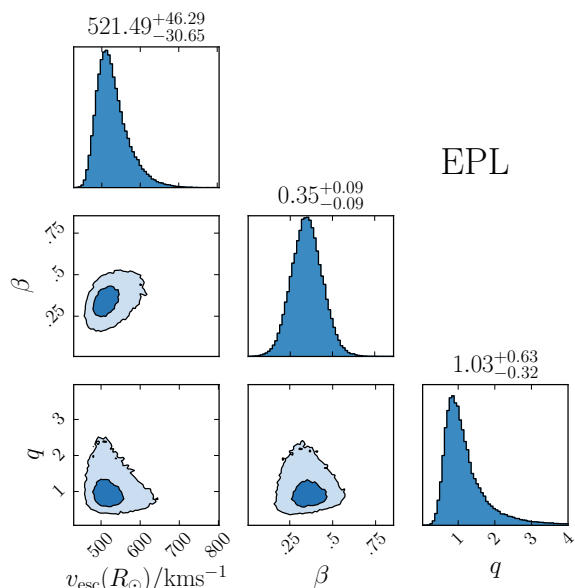 521.49^{+46.29}_{-30.65}
EPL
0.35^{+0.09}_{-0.09}
.75
.5
.25
β
1.03^{+0.63}_{-0.32}
3
2
1
q
500 600 700 800
v_{esc}(R_⊙)/kms^{-1}
.25 .5 .75
β
1 2 3 4
q